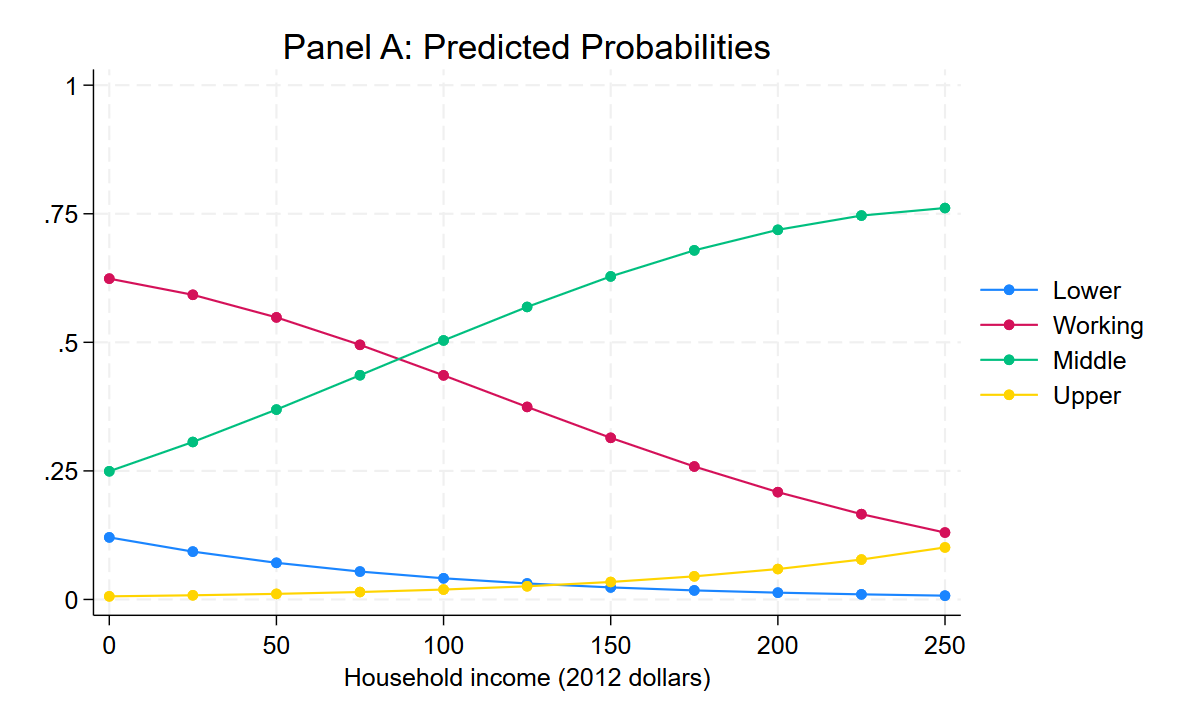 Panel A: Predicted Probabilities
1
.75
.5
.25
0
0 50 100 150 200 250
Household income (2012 dollars)
Lower
Working
Middle
Upper